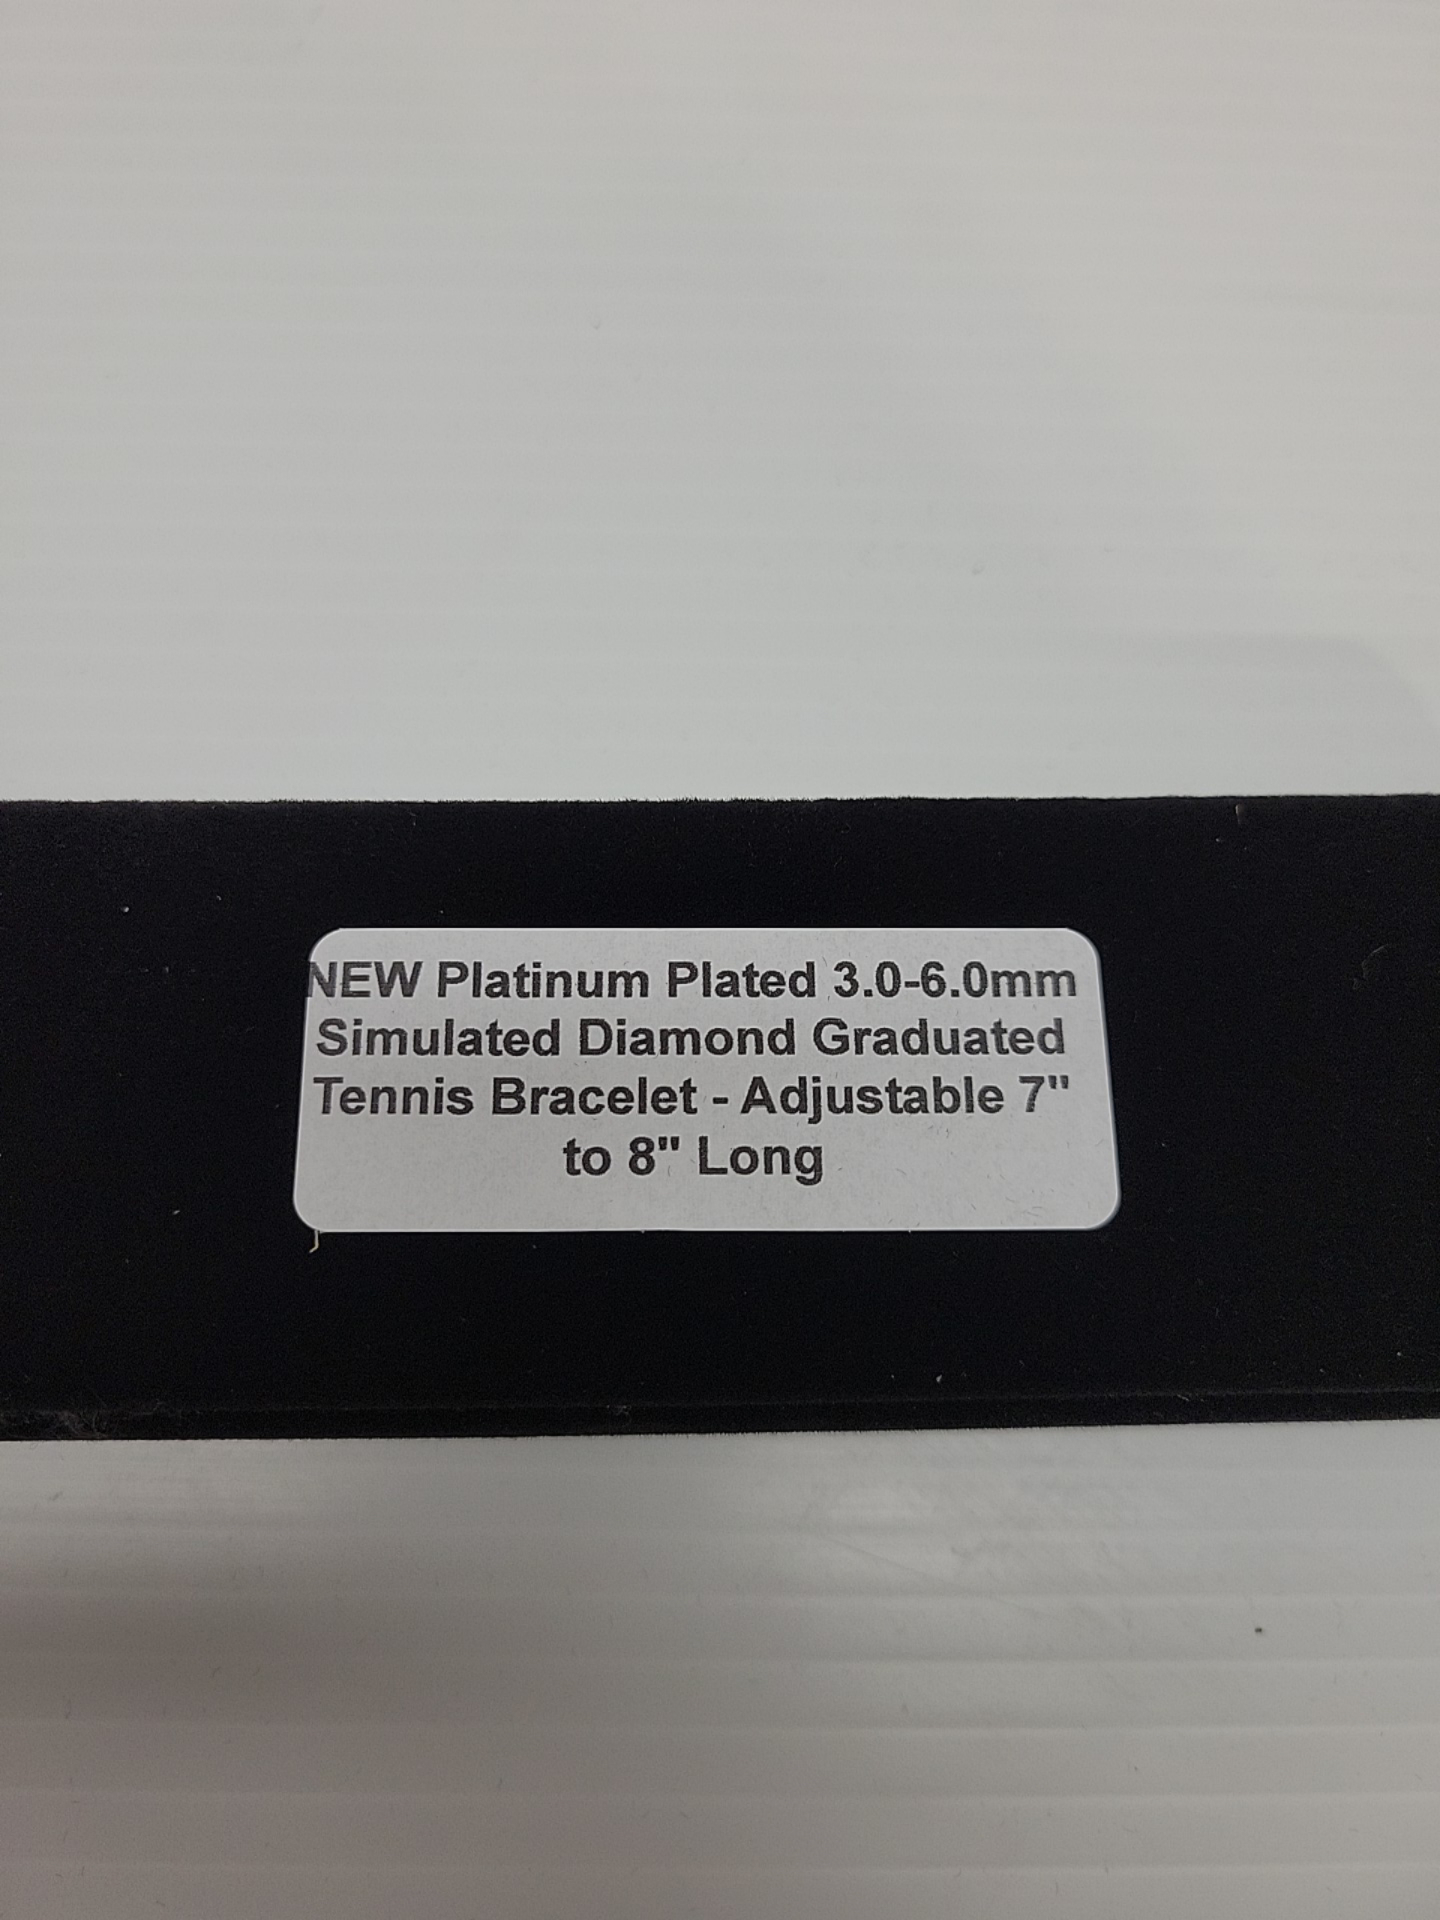 NEW Platinum Plated 3.0-6.0mm
Simulated Diamond Graduated
Tennis Bracelet - Adjustable 7"
to 8" Long